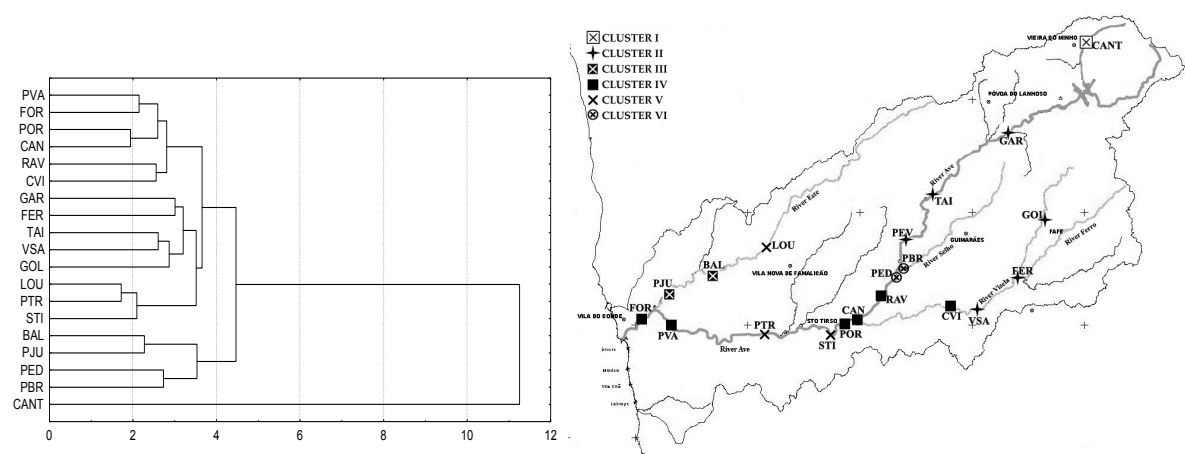 PVA
FOR
POR
CAN
RAV
CVI
GAR
FER
TAI
VSA
GOL
LOU
PTR
STI
BAL
PJU
PED
PBR
CANT
0 2 4 6 8 10 12
CLUSTER I
CLUSTER II
CLUSTER III
CLUSTER IV
CLUSTER V
CLUSTER VI
VIEIRA DO MINHO
CANT
PÓVOA DO LANHOSO
GAR
River Ave
TAI
River Este
GOL
FAFE
PEV
GUIMARÃES
River Ferro
LOU
PBR
River Selho
BAL
VILA NOVA DE FAMALICÃO
PED
FER
PJU
RAV
River Vizela
FOR
CAN
CVI
VILA DO CONDE
STO TIRSO
VSA
PVA
PTR
POR
River Ave
STI